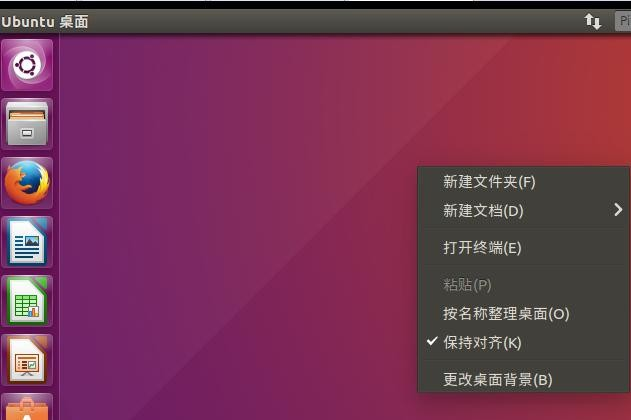 Ubuntu 桌面
Pi
新建文件夹(F)
新建文档(D)
打开终端(E)
粘贴(P)
按名称整理桌面(O)
保持对齐(K)
更改桌面背景(B)